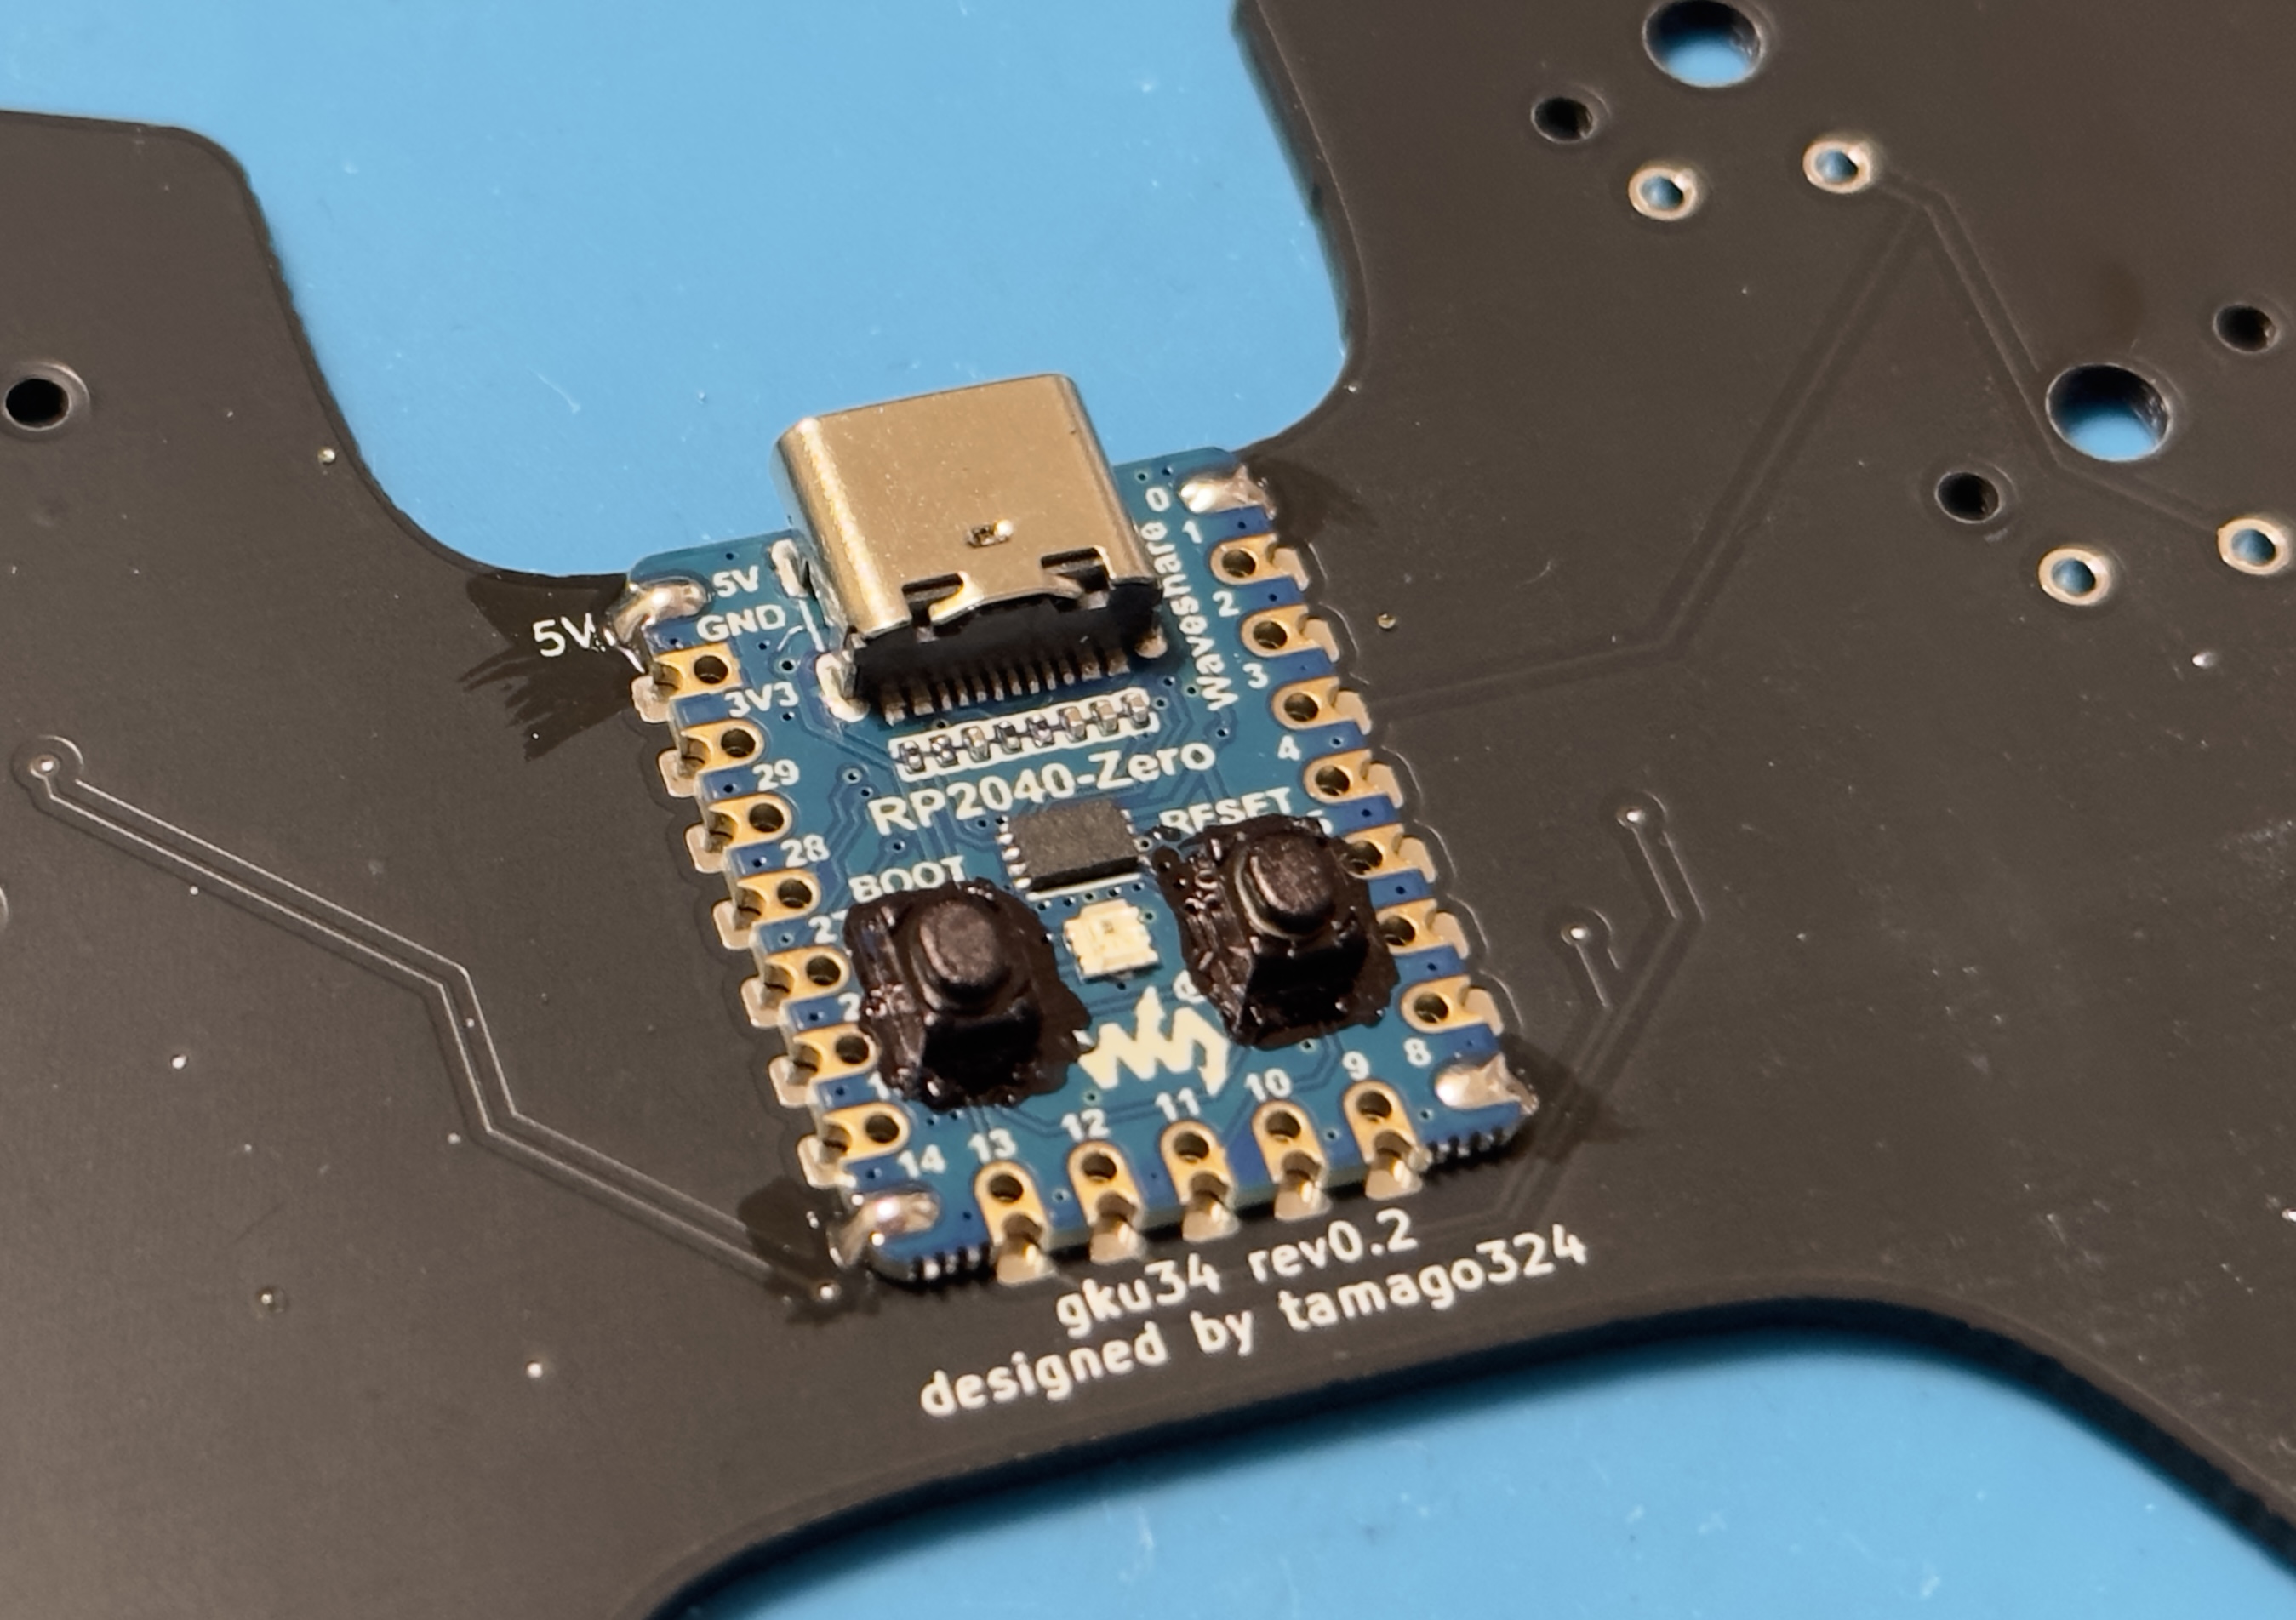 5V
5V
GND
3V3
29
28
0
1
2
3
4
Waveshare
RP2040-Zero
RESET
BOOT
14
13
12
11
10
9
8
gku34 rev0.2
designed by tamago324